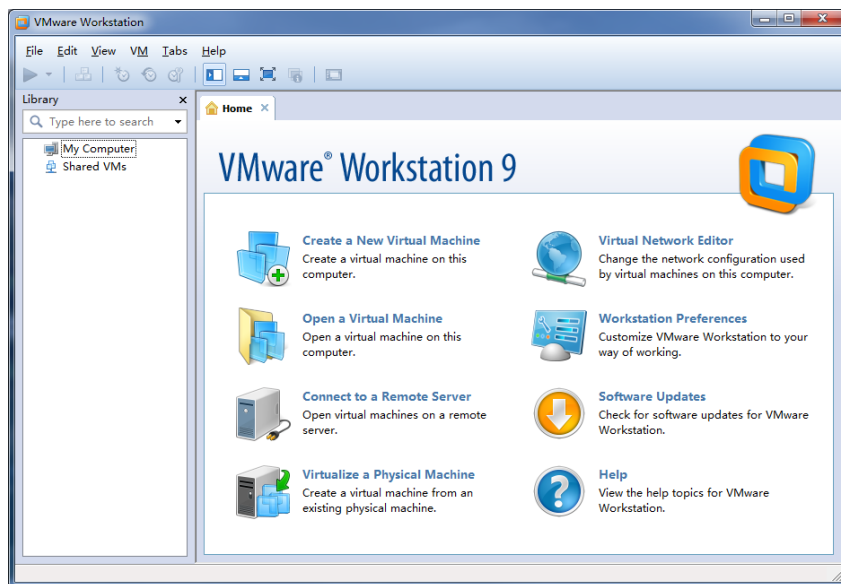 VMware Workstation
File Edit View VM Tabs Help
Library
Type here to search
My Computer
Shared VMs
Home
VMware® Workstation 9
Create a New Virtual Machine
Create a virtual machine on this
computer.
Open a Virtual Machine
Open a virtual machine on this
computer.
Connect to a Remote Server
Open virtual machines on a remote
server.
Virtualize a Physical Machine
Create a virtual machine from an
existing physical machine.
Virtual Network Editor
Change the network configuration used
by virtual machines on this computer.
Workstation Preferences
Customize VMware Workstation to your
way of working.
Software Updates
Check for software updates for VMware
Workstation.
Help
View the help topics for VMware
Workstation.